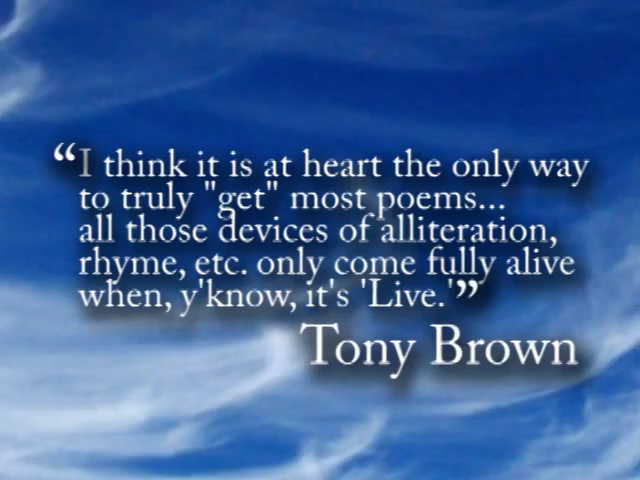 “I think it is at heart the only way
to truly "get" most poems...
all those devices of alliteration,
rhyme, etc. only come fully alive
when, y'know, it's 'Live.'”
Tony Brown